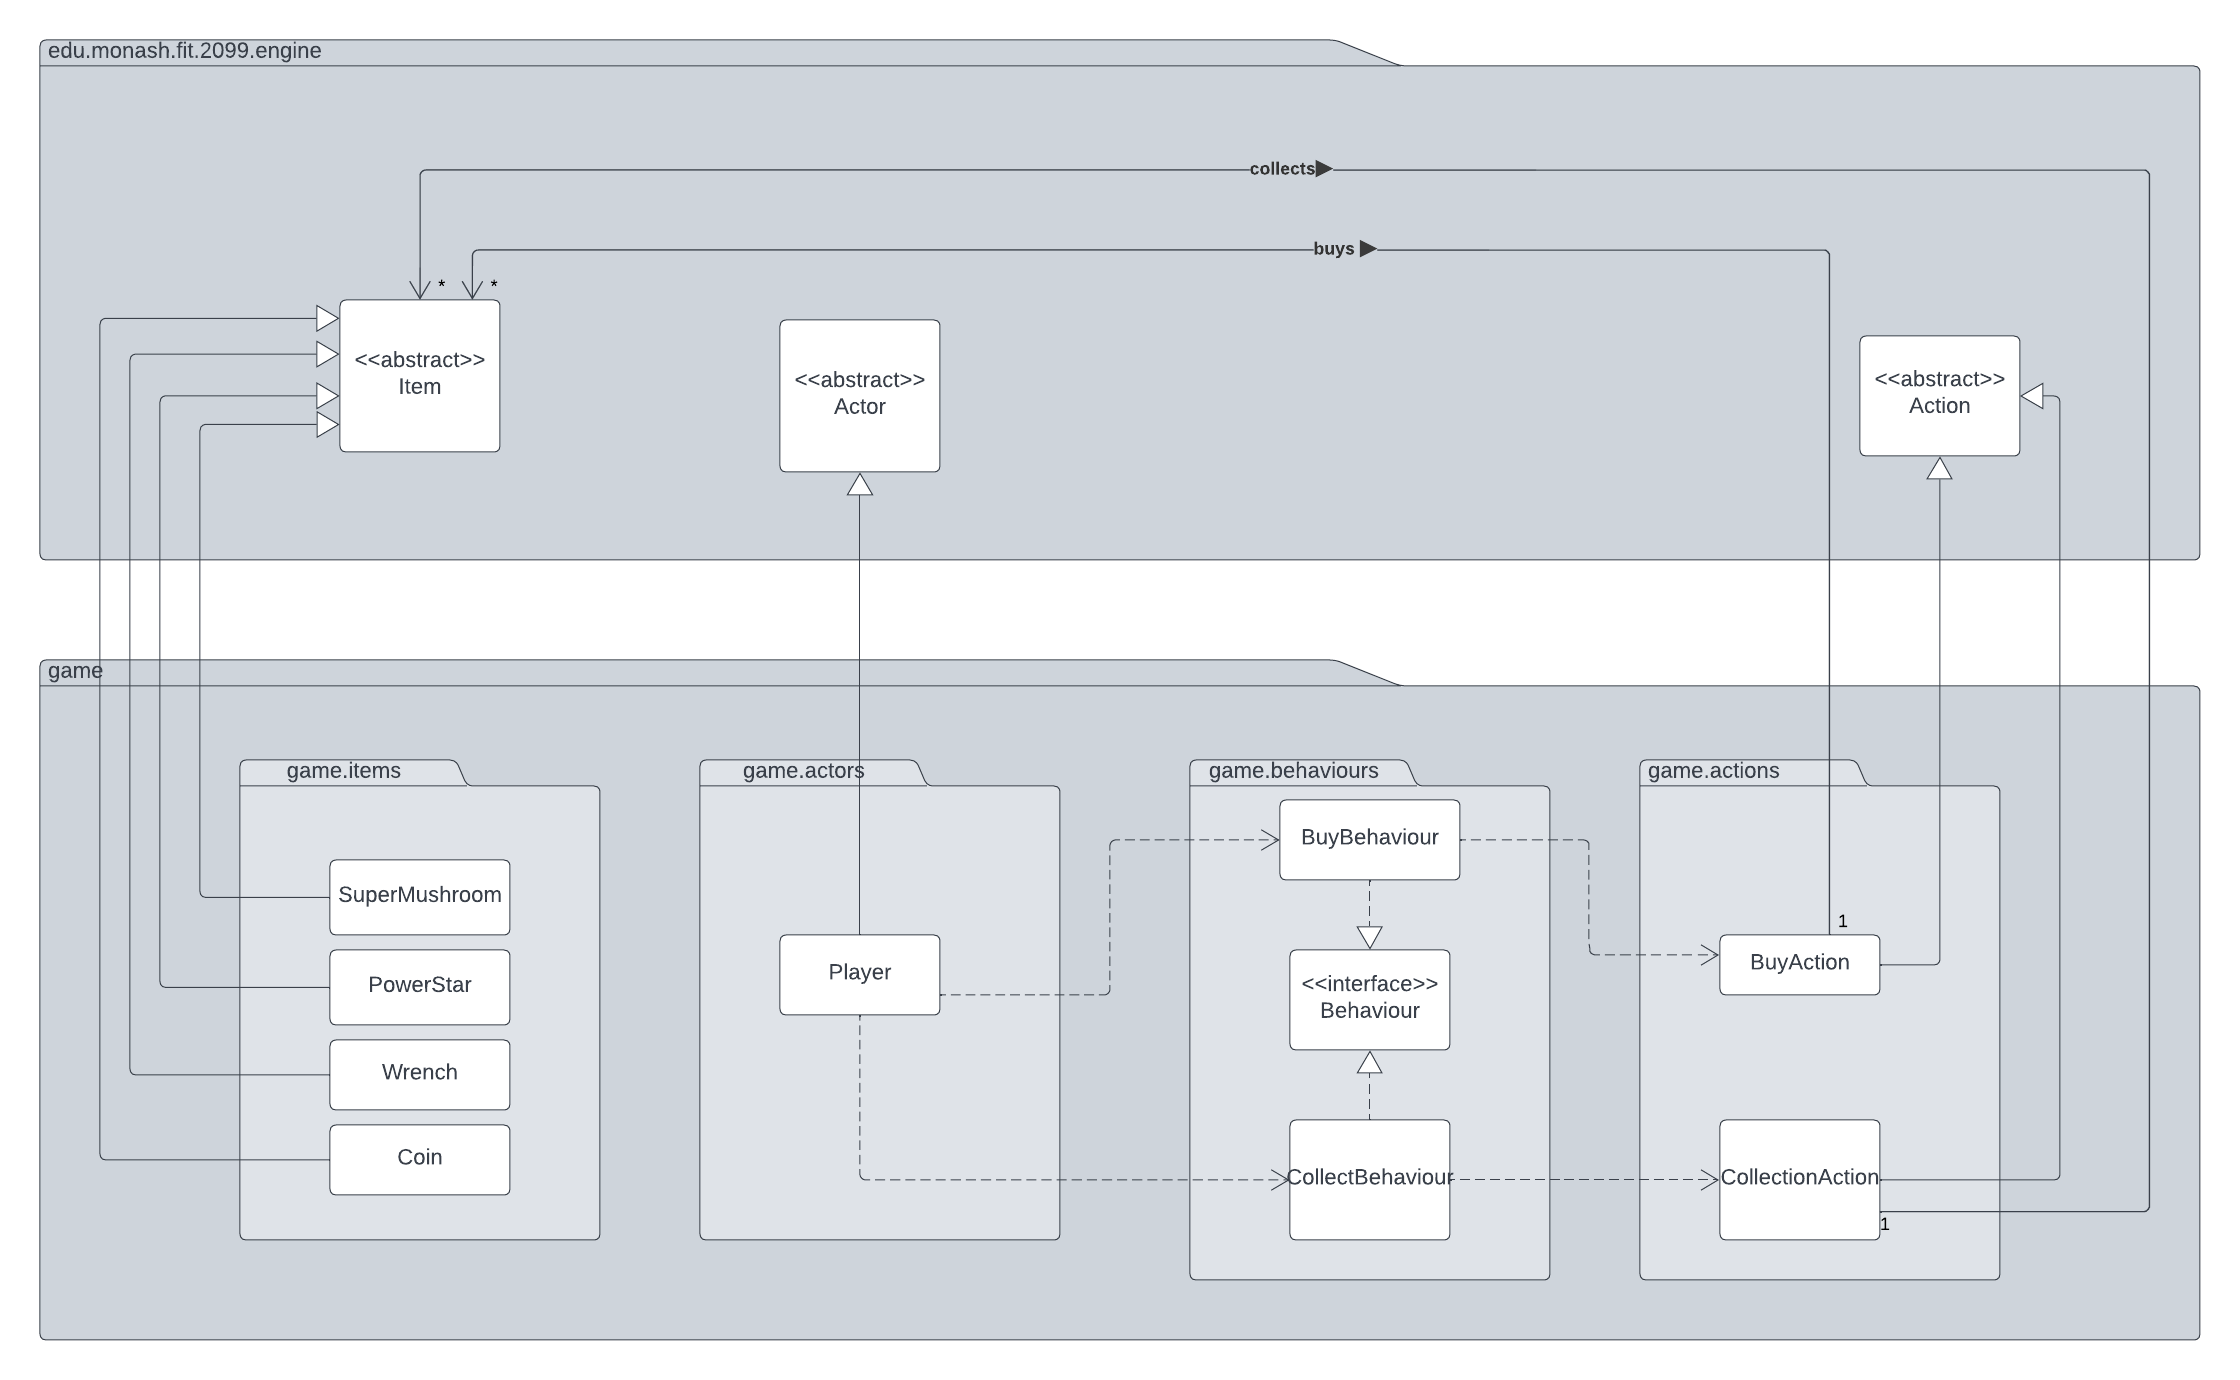 edu.monash.fit.2099.engine
collects
buys
*
*
<<abstract>>
Item
<<abstract>>
Actor
<<abstract>>
Action
game
game.items
game.actors
game.behaviours
game.actions
SuperMushroom
PowerStar
Wrench
Coin
Player
BuyBehaviour
<<interface>>
Behaviour
CollectBehaviour
1
BuyAction
CollectionAction
1